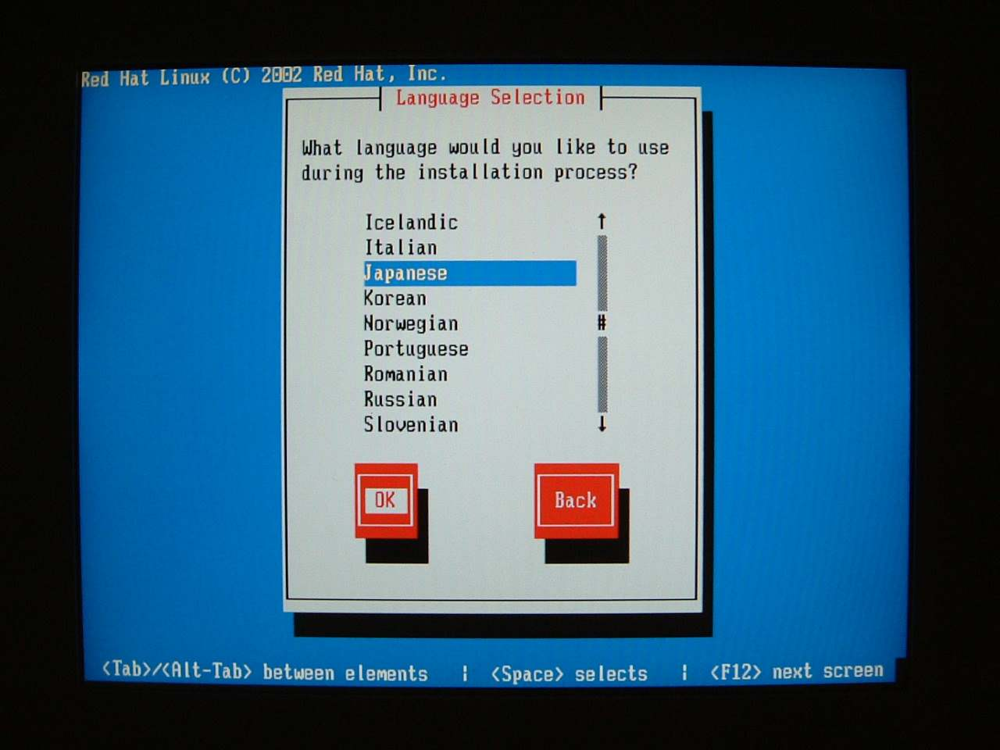 Red Hat Linux (C) 2002 Red Hat, Inc.
Language Selection
What language would you like to use
during the installation process?
Icelandic ↑
Italian
Japanese
Korean
Norwegian #
Portuguese
Romanian
Russian
Slovenian ↓
OK Back
<Tab>/<Alt-Tab> between elements | <Space> selects | <F12> next screen